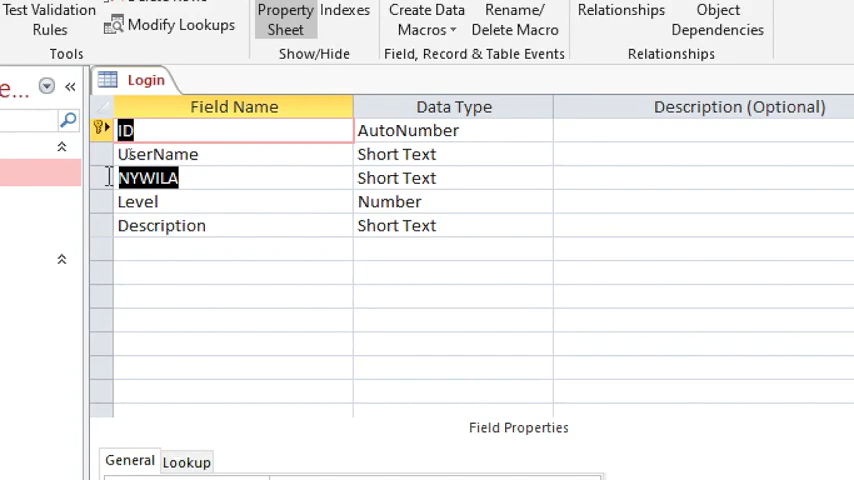 Test Validation Rules
Modify Lookups
Tools
Property Sheet
Indexes
Show/Hide
Create Data Macros
Rename/ Delete Macro
Field, Record & Table Events
Relationships
Object Dependencies
Relationships
e...
Login
Field Name Data Type Description (Optional)
ID AutoNumber
UserName Short Text
NYWILA Short Text
Level Number
Description Short Text
Field Properties
General Lookup